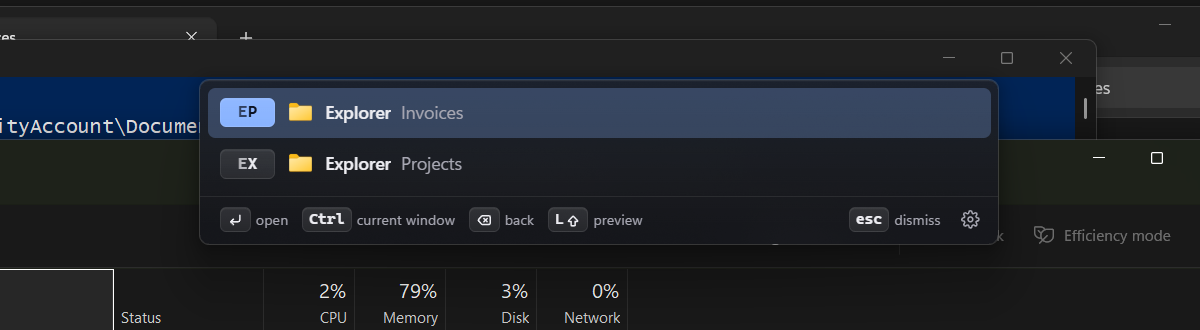 es
es
ityAccount\Docume
EP Explorer Invoices
EX Explorer Projects
open Ctrl current window back L preview esc dismiss
Efficiency mode
2% 79% 3% 0%
Status CPU Memory Disk Network